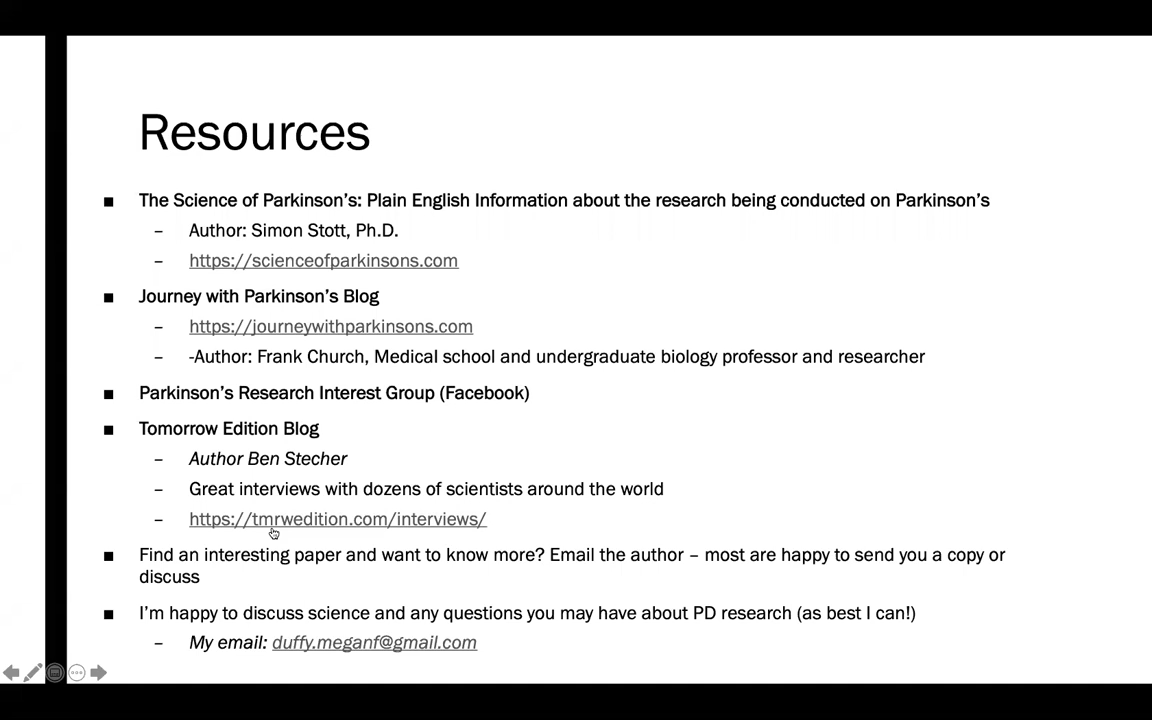 Resources
■ The Science of Parkinson's: Plain English Information about the research being conducted on Parkinson's
– Author: Simon Stott, Ph.D.
– https://scienceofparkinsons.com
■ Journey with Parkinson's Blog
– https://journeywithparkinsons.com
– -Author: Frank Church, Medical school and undergraduate biology professor and researcher
■ Parkinson's Research Interest Group (Facebook)
■ Tomorrow Edition Blog
– Author Ben Stecher
– Great interviews with dozens of scientists around the world
– https://tmrwedition.com/interviews/
■ Find an interesting paper and want to know more? Email the author – most are happy to send you a copy or
discuss
■ I'm happy to discuss science and any questions you may have about PD research (as best I can!)
– My email: duffy.meganf@gmail.com